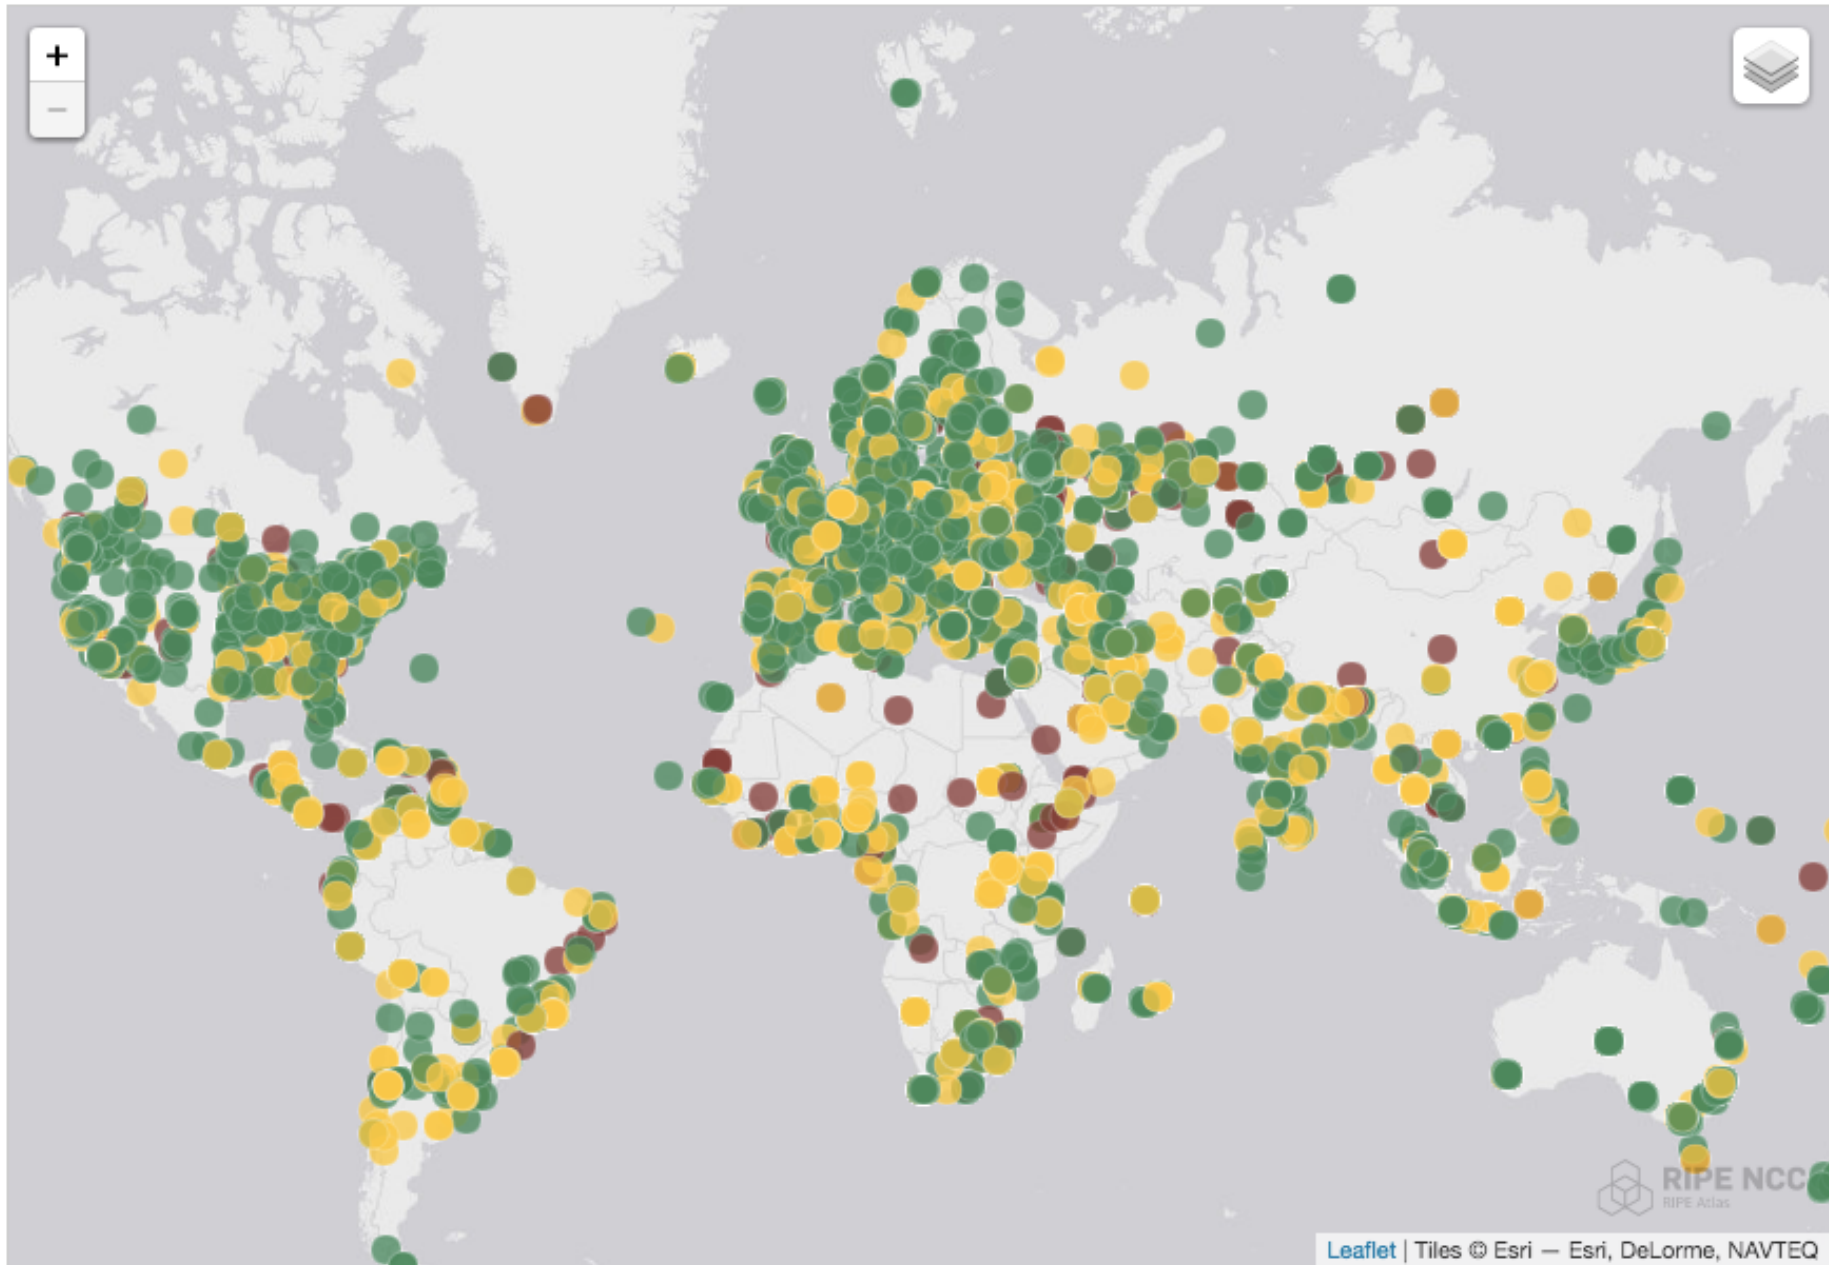 +
−
RIPE NCC
RIPE Atlas
Leaflet | Tiles © Esri — Esri, DeLorme, NAVTEQ